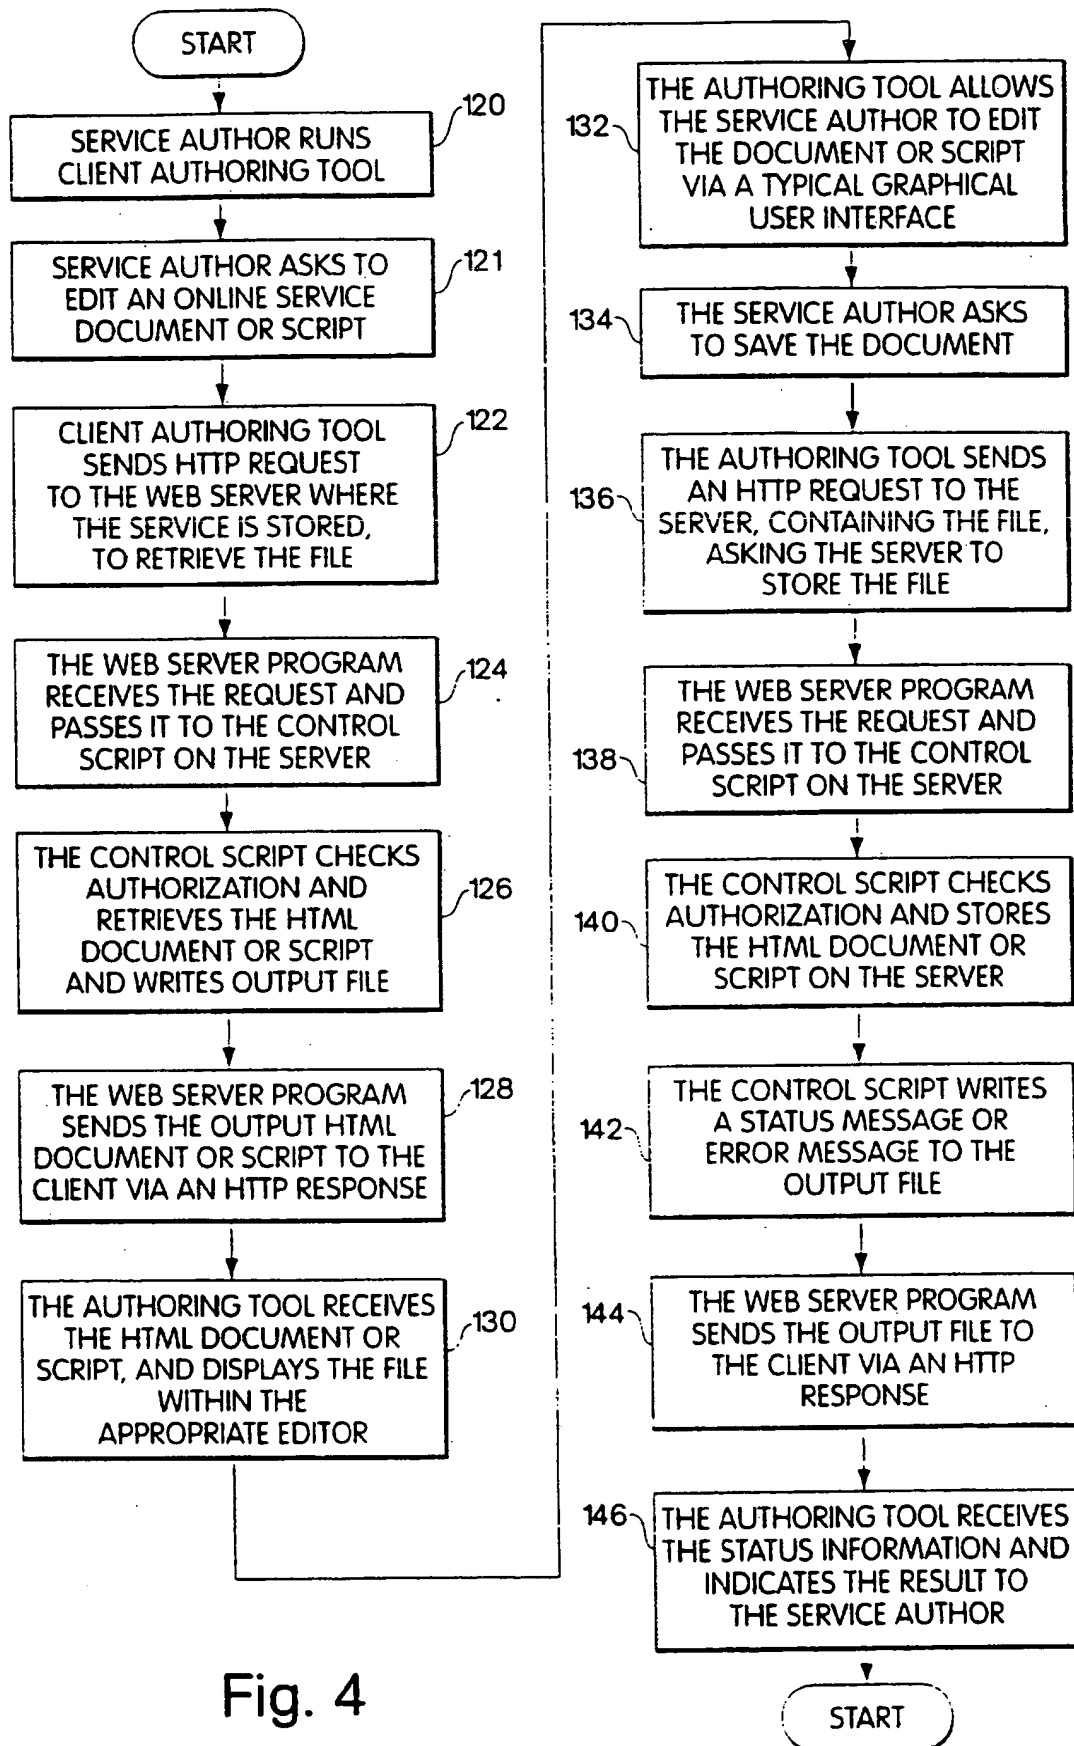 START
120
SERVICE AUTHOR RUNS
CLIENT AUTHORING TOOL
121
SERVICE AUTHOR ASKS TO
EDIT AN ONLINE SERVICE
DOCUMENT OR SCRIPT
122
CLIENT AUTHORING TOOL
SENDS HTTP REQUEST
TO THE WEB SERVER WHERE
THE SERVICE IS STORED,
TO RETRIEVE THE FILE
124
THE WEB SERVER PROGRAM
RECEIVES THE REQUEST AND
PASSES IT TO THE CONTROL
SCRIPT ON THE SERVER
126
THE CONTROL SCRIPT CHECKS
AUTHORIZATION AND
RETRIEVES THE HTML
DOCUMENT OR SCRIPT
AND WRITES OUTPUT FILE
128
THE WEB SERVER PROGRAM
SENDS THE OUTPUT HTML
DOCUMENT OR SCRIPT TO THE
CLIENT VIA AN HTTP RESPONSE
130
THE AUTHORING TOOL RECEIVES
THE HTML DOCUMENT OR
SCRIPT, AND DISPLAYS THE FILE
WITHIN THE
APPROPRIATE EDITOR
132
THE AUTHORING TOOL ALLOWS
THE SERVICE AUTHOR TO EDIT
THE DOCUMENT OR SCRIPT
VIA A TYPICAL GRAPHICAL
USER INTERFACE
134
THE SERVICE AUTHOR ASKS
TO SAVE THE DOCUMENT
136
THE AUTHORING TOOL SENDS
AN HTTP REQUEST TO THE
SERVER, CONTAINING THE FILE,
ASKING THE SERVER TO
STORE THE FILE
138
THE WEB SERVER PROGRAM
RECEIVES THE REQUEST AND
PASSES IT TO THE CONTROL
SCRIPT ON THE SERVER
140
THE CONTROL SCRIPT CHECKS
AUTHORIZATION AND STORES
THE HTML DOCUMENT OR
SCRIPT ON THE SERVER
142
THE CONTROL SCRIPT WRITES
A STATUS MESSAGE OR
ERROR MESSAGE TO THE
OUTPUT FILE
144
THE WEB SERVER PROGRAM
SENDS THE OUTPUT FILE TO
THE CLIENT VIA AN HTTP
RESPONSE
146
THE AUTHORING TOOL RECEIVES
THE STATUS INFORMATION AND
INDICATES THE RESULT TO
THE SERVICE AUTHOR
START
Fig. 4